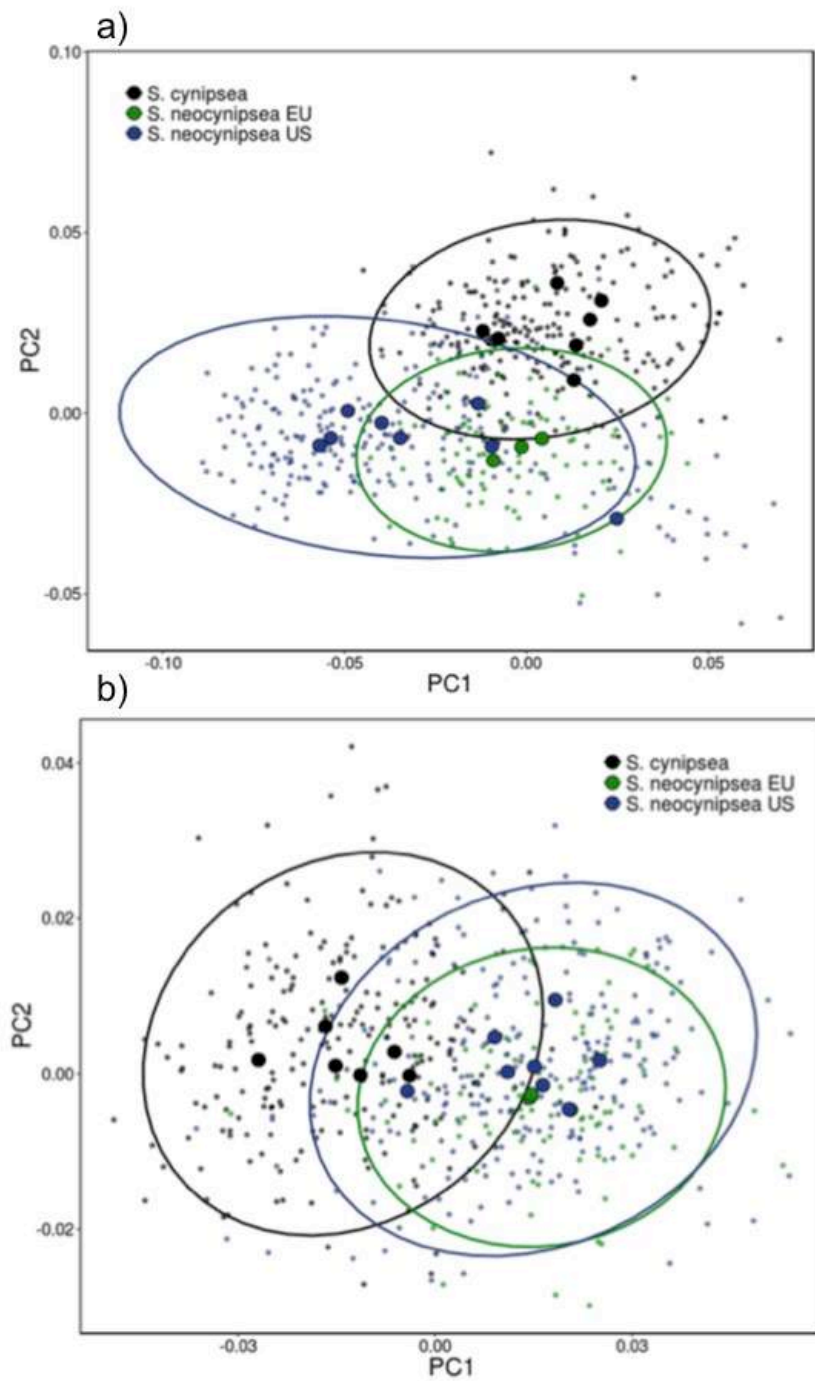 a)
0.10
S. cynipsea
S. neocynipsea EU
S. neocynipsea US
0.05
PC2
0.00
-0.05
-0.10 -0.05 0.00 0.05
PC1
b)
0.04
S. cynipsea
S. neocynipsea EU
S. neocynipsea US
0.02
PC2
0.00
-0.02
-0.03 0.00 0.03
PC1